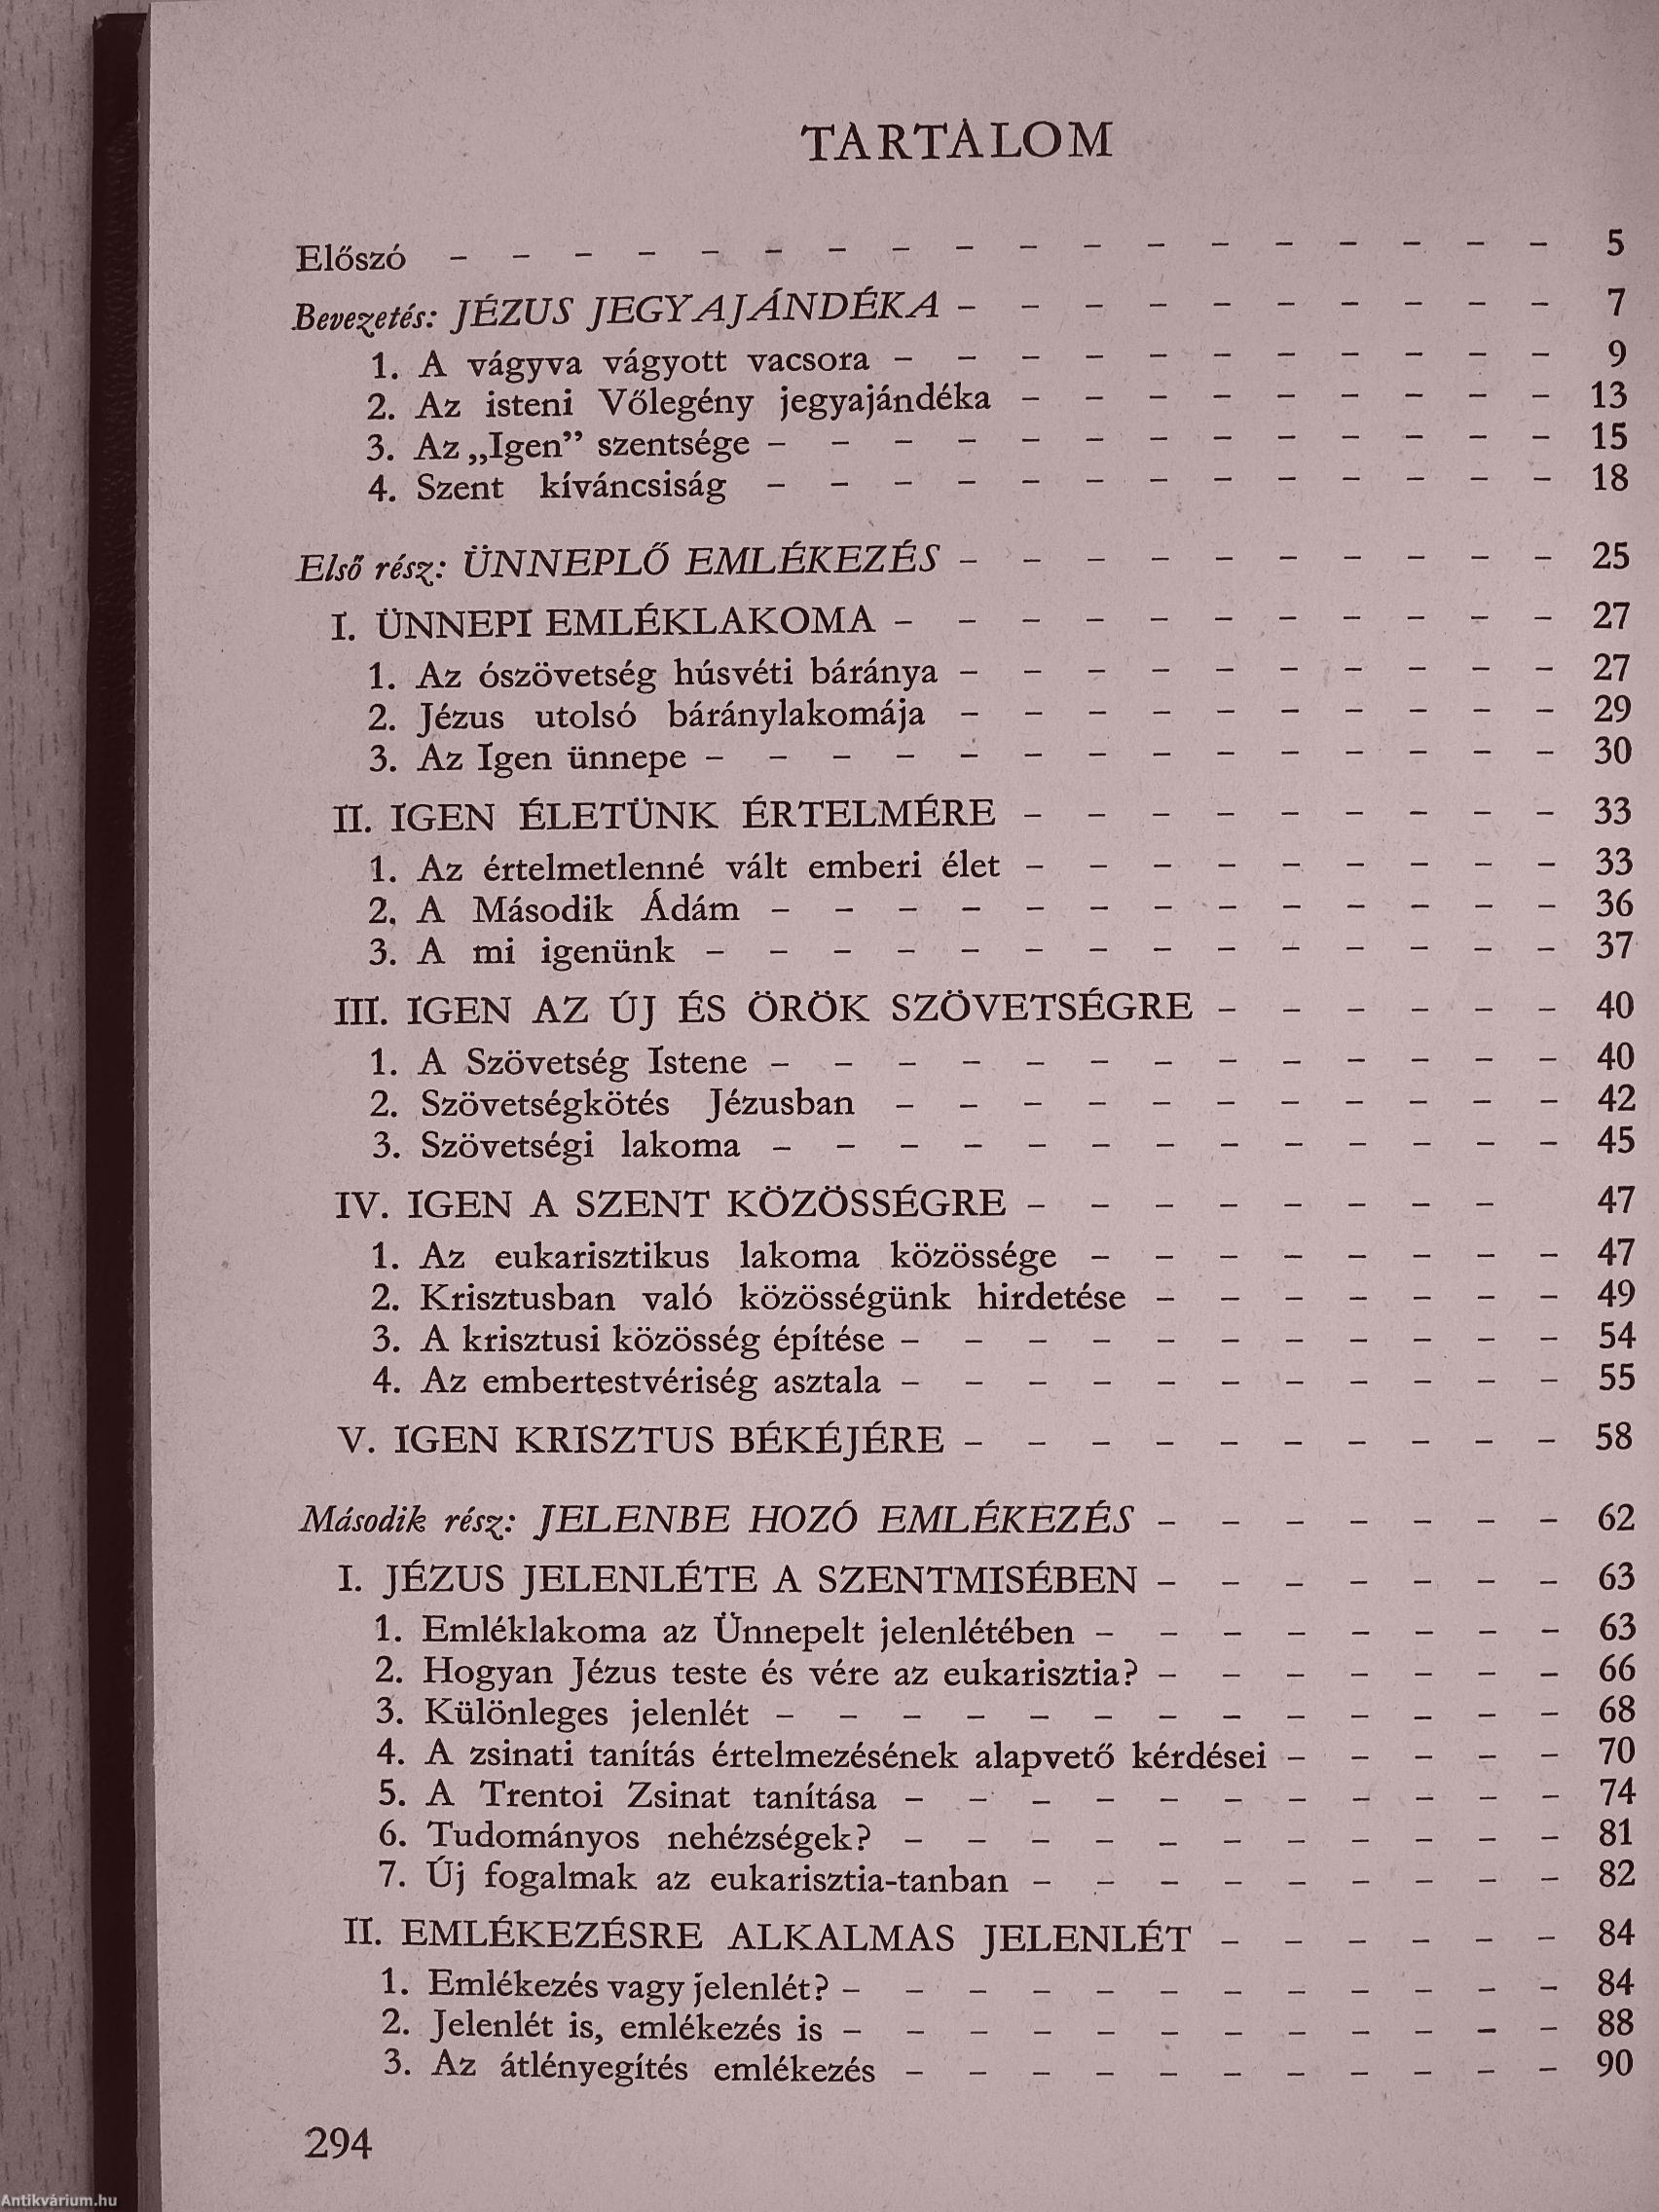 TARTALOM
Előszó – – – – – – – – – – – – – – – – – – 5
Bevezetés: JÉZUS JEGYAJÁNDÉKA – – – – – – – – – – 7
1. A vágyva vágyott vacsora – – – – – – – – – – – 9
2. Az isteni Vőlegény jegyajándéka – – – – – – – – – 13
3. Az „Igen” szentsége – – – – – – – – – – – – – 15
4. Szent kíváncsiság – – – – – – – – – – – – – 18
Első rész: ÜNNEPLŐ EMLÉKEZÉS – – – – – – – – – – 25
I. ÜNNEPI EMLÉKLAKOMA – – – – – – – – – – – 27
1. Az ószövetség húsvéti báránya – – – – – – – – – – 27
2. Jézus utolsó báránylakomája – – – – – – – – – – 29
3. Az Igen ünnepe – – – – – – – – – – – – – – 30
II. IGEN ÉLETÜNK ÉRTELMÉRE – – – – – – – – – 33
1. Az értelmetlenné vált emberi élet – – – – – – – – – 33
2. A Második Ádám – – – – – – – – – – – – – 36
3. A mi igenünk – – – – – – – – – – – – – – 37
III. IGEN AZ ÚJ ÉS ÖRÖK SZÖVETSÉGRE – – – – – – 40
1. A Szövetség Istene – – – – – – – – – – – – – 40
2. Szövetségkötés Jézusban – – – – – – – – – – – 42
3. Szövetségi lakoma – – – – – – – – – – – – – 45
IV. IGEN A SZENT KÖZÖSSÉGRE – – – – – – – – 47
1. Az eukarisztikus lakoma közössége – – – – – – – – 47
2. Krisztusban való közösségünk hirdetése – – – – – – – 49
3. A krisztusi közösség építése – – – – – – – – – – – 54
4. Az embertestvériség asztala – – – – – – – – – – – 55
V. IGEN KRISZTUS BÉKÉJÉRE – – – – – – – – – – 58
Második rész: JELENBE HOZÓ EMLÉKEZÉS – – – – – – – 62
I. JÉZUS JELENLÉTE A SZENTMISÉBEN – – – – – – – 63
1. Emléklakoma az Ünnepelt jelenlétében – – – – – – – – 63
2. Hogyan Jézus teste és vére az eukarisztia? – – – – – – – 66
3. Különleges jelenlét – – – – – – – – – – – – – 68
4. A zsinati tanítás értelmezésének alapvető kérdései – – – – – 70
5. A Trentoi Zsinat tanítása – – – – – – – – – – – 74
6. Tudományos nehézségek? – – – – – – – – – – – 81
7. Új fogalmak az eukarisztia-tanban – – – – – – – – – 82
II. EMLÉKEZÉSRE ALKALMAS JELENLÉT – – – – – – 84
1. Emlékezés vagy jelenlét? – – – – – – – – – – – – 84
2. Jelenlét is, emlékezés is – – – – – – – – – – – – 88
3. Az átlényegítés emlékezés – – – – – – – – – – – 90
294
Antikvárium.hu